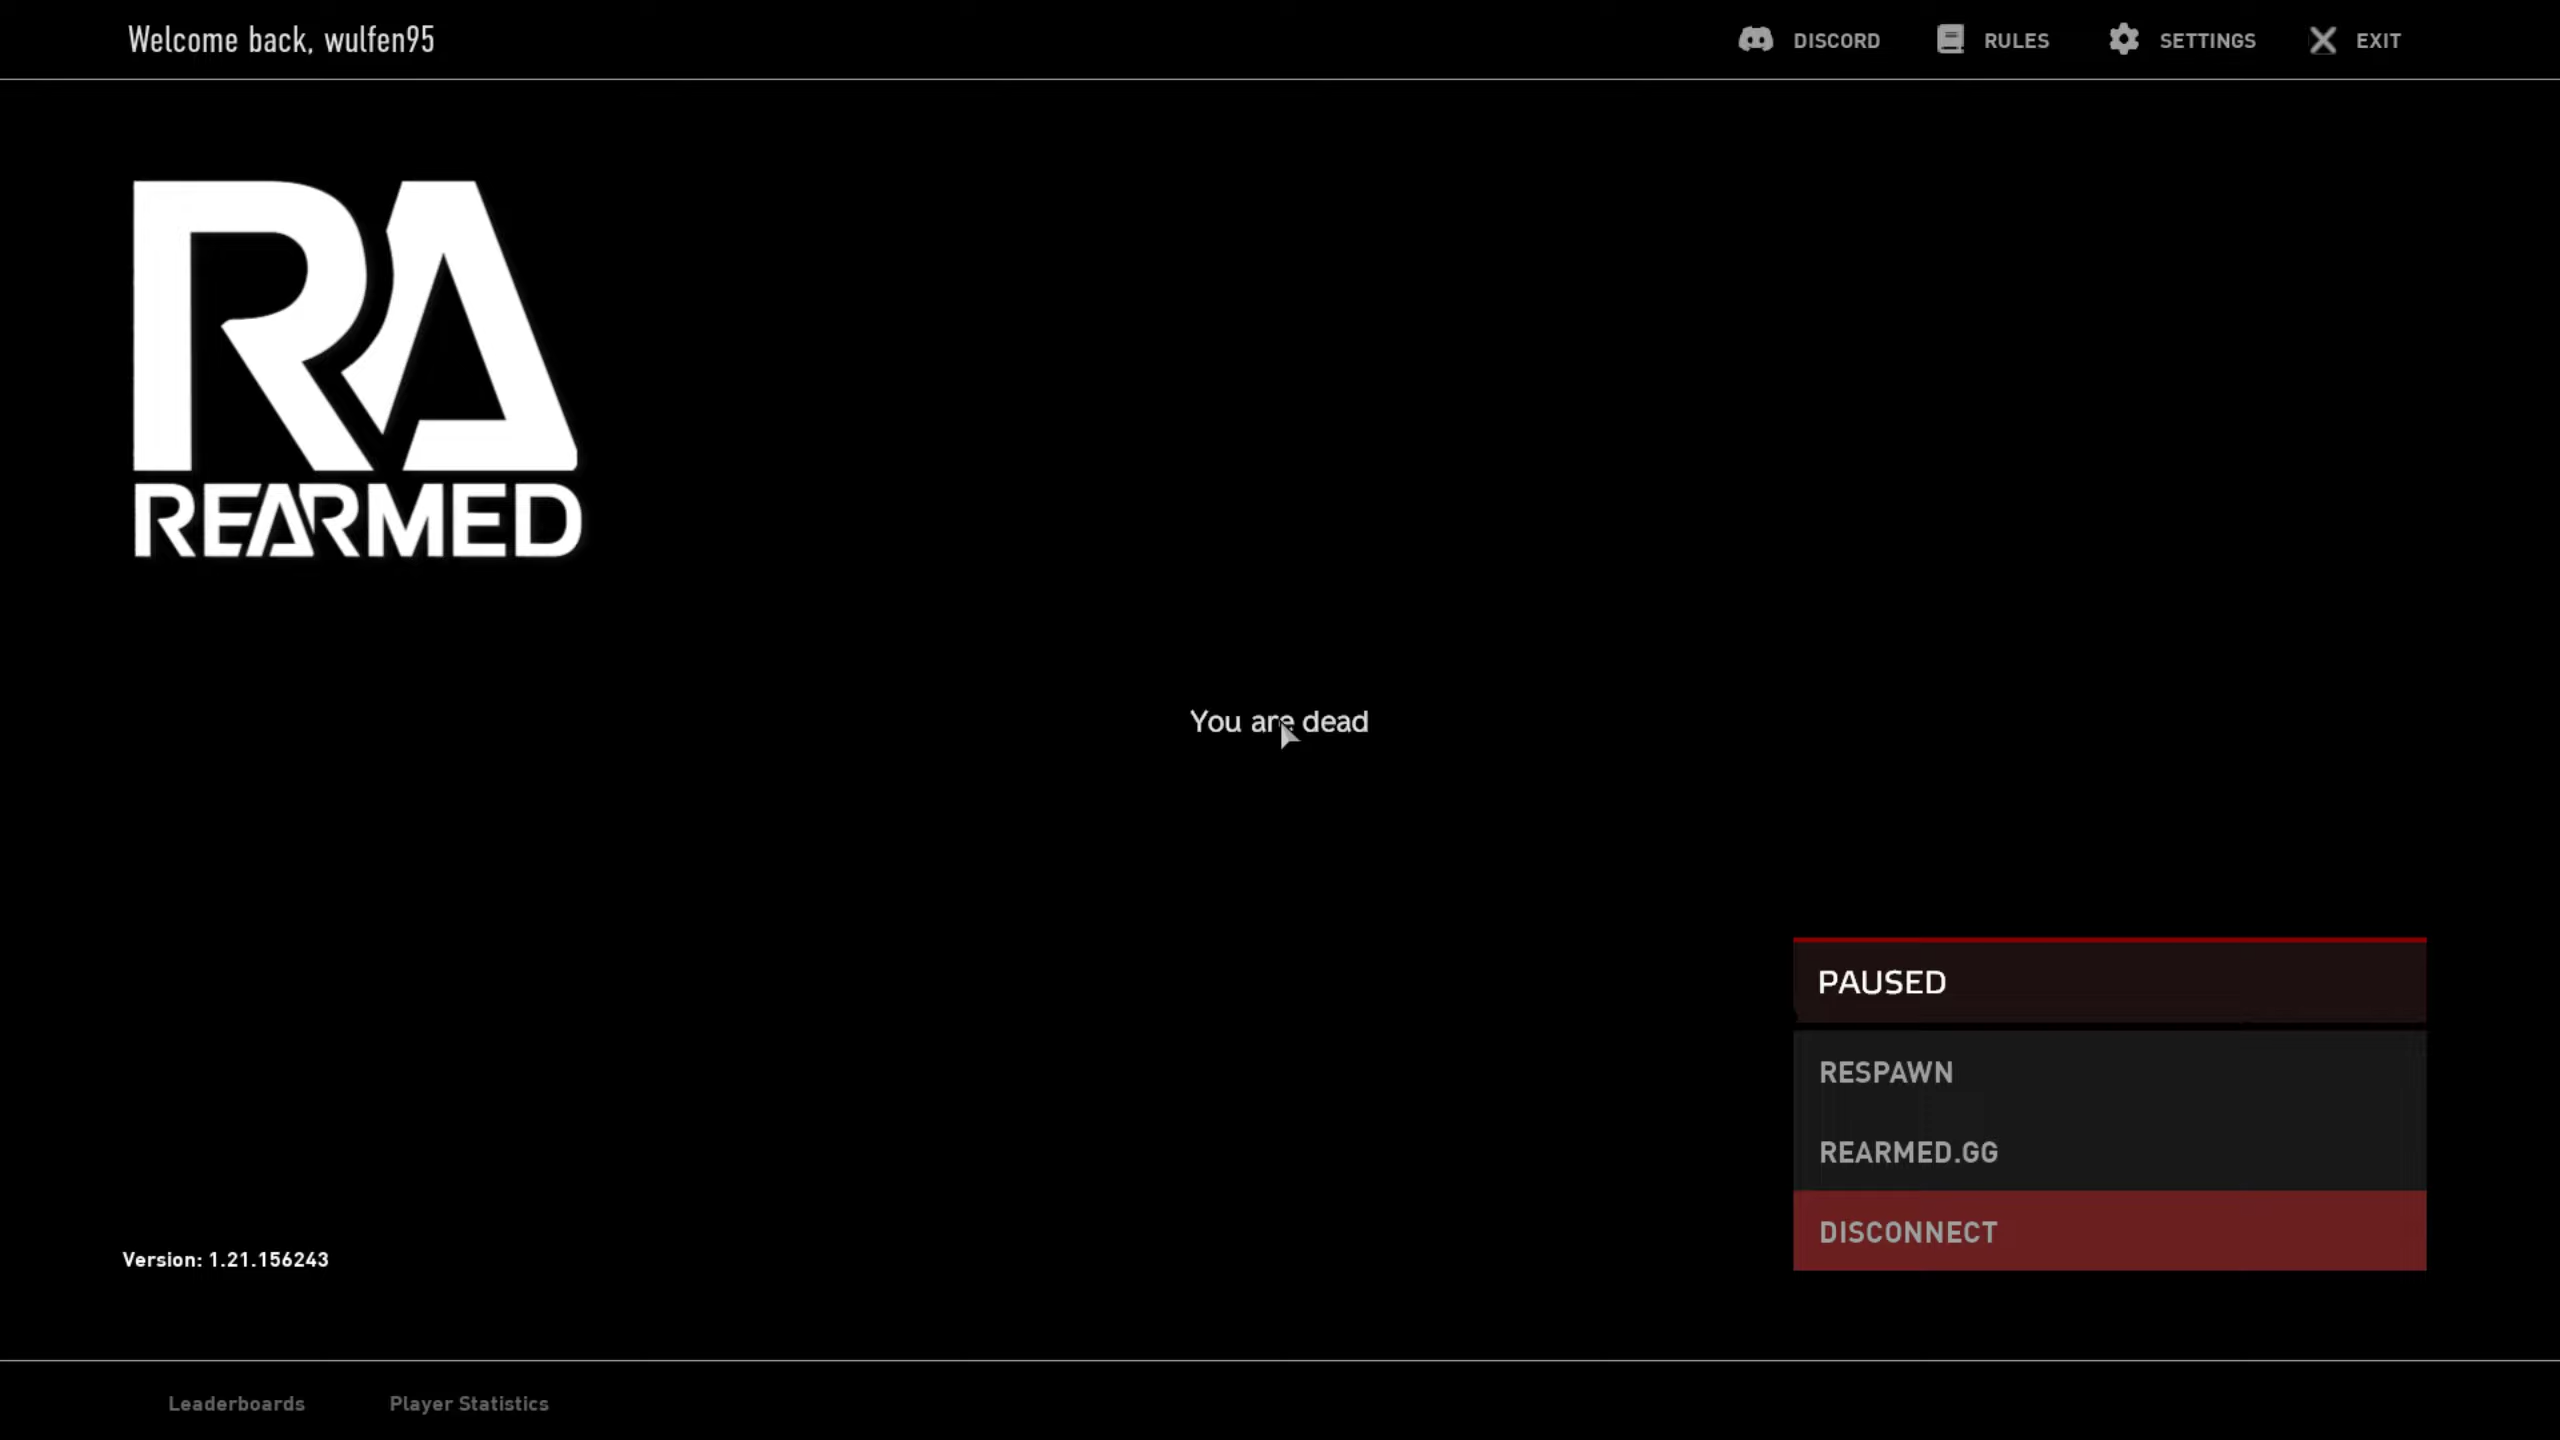 Welcome back, wulfen95
DISCORD
RULES
SETTINGS
EXIT
RA
REARMED
You are dead
PAUSED
RESPAWN
REARMED.GG
DISCONNECT
Version: 1.21.156243
Leaderboards
Player Statistics